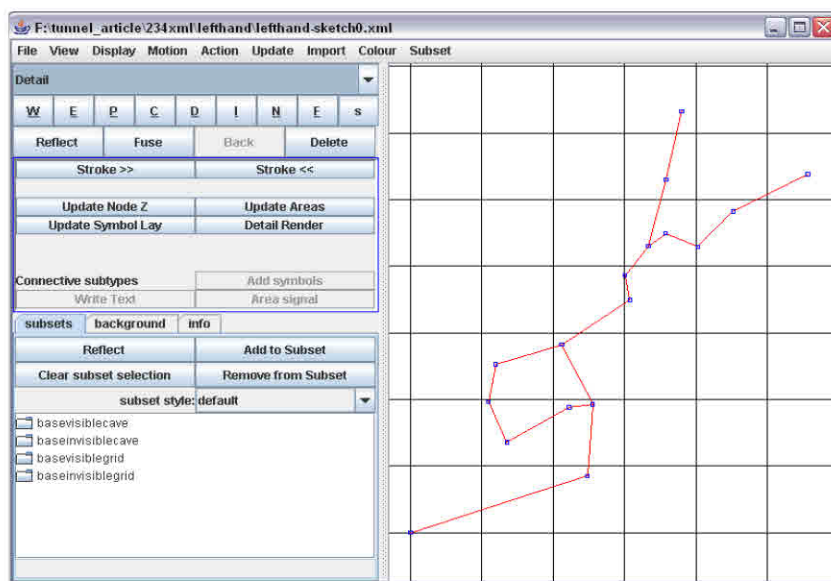 F:\tunnel_article\234xml\lefthand\lefthand-sketch0.xml
File View Display Motion Action Update Import Colour Subset
Detail
W E P C D I N F s
Reflect Fuse Back Delete
Stroke >> Stroke <<
Update Node Z Update Areas
Update Symbol Lay Detail Render
Connective subtypes Add symbols
Write Text Area signal
subsets background info
Reflect Add to Subset
Clear subset selection Remove from Subset
subset style: default
basevisiblecave
baseinvisiblecave
basevisiblegrid
baseinvisiblegrid